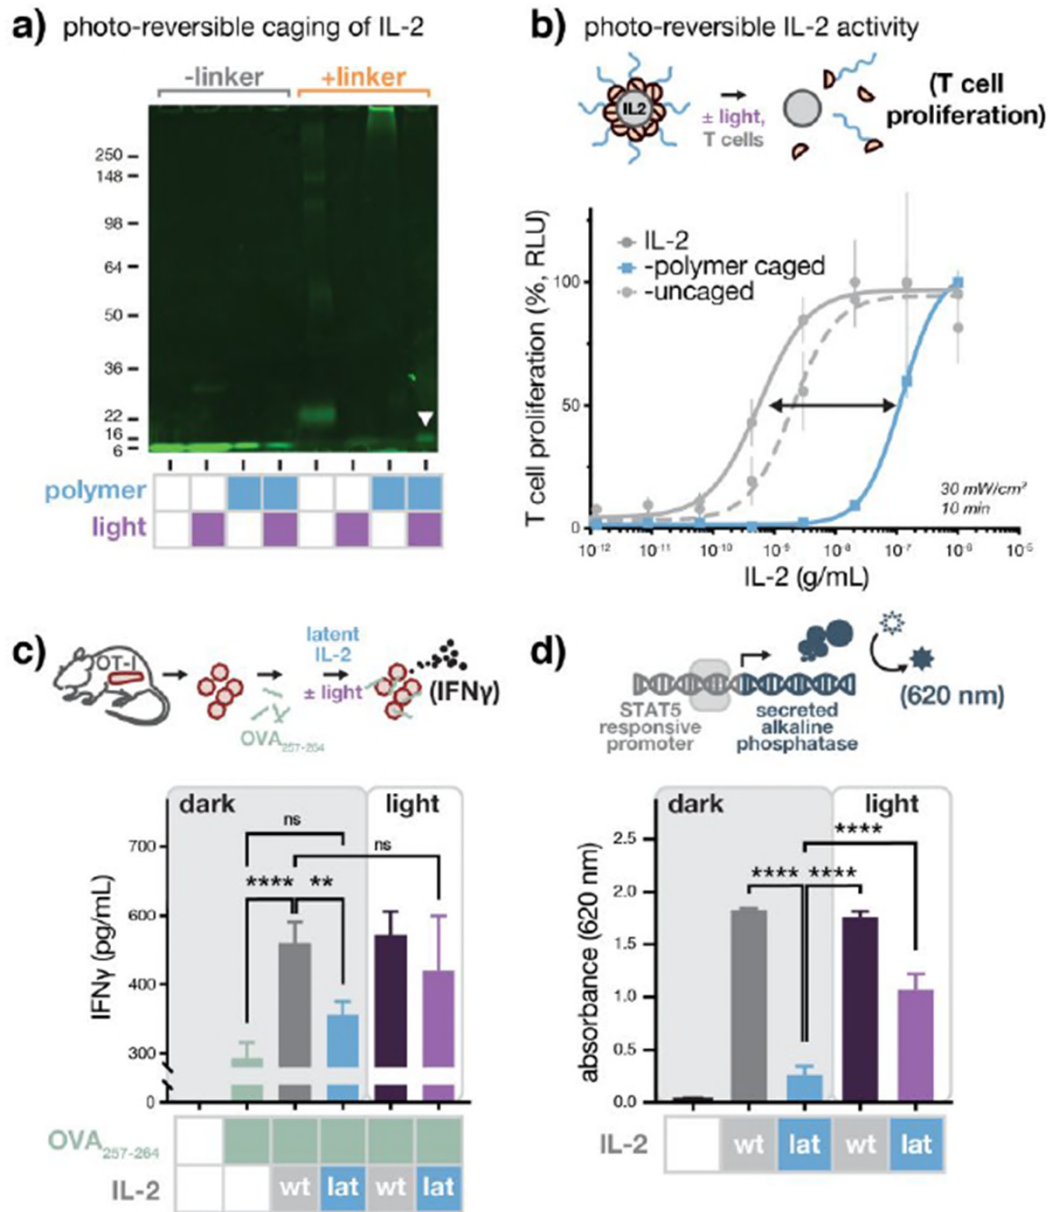 a) photo-reversible caging of IL-2
-linker +linker
250
148
98
64
50
36
22
16
6
polymer
light
b) photo-reversible IL-2 activity
IL2
± light,
T cells
(T cell
proliferation)
T cell proliferation (%, RLU)
IL-2
-polymer caged
-uncaged
100
50
0
30 mW/cm²
10 min
10-12 10-11 10-10 10-9 10-8 10-7 10-6 10-5
IL-2 (g/mL)
c)
OT-I
OVA257-264
latent
IL-2
± light
(IFNγ)
dark light
ns
ns
**** **
IFNγ (pg/mL)
700
600
400
300
0
OVA257-264
IL-2 wt lat wt lat
d)
STAT5
responsive
promoter
secreted
alkaline
phosphatase
(620 nm)
dark light
****
**** ****
absorbance (620 nm)
2.5
2.0
1.5
1.0
0.5
0.0
IL-2 wt lat wt lat